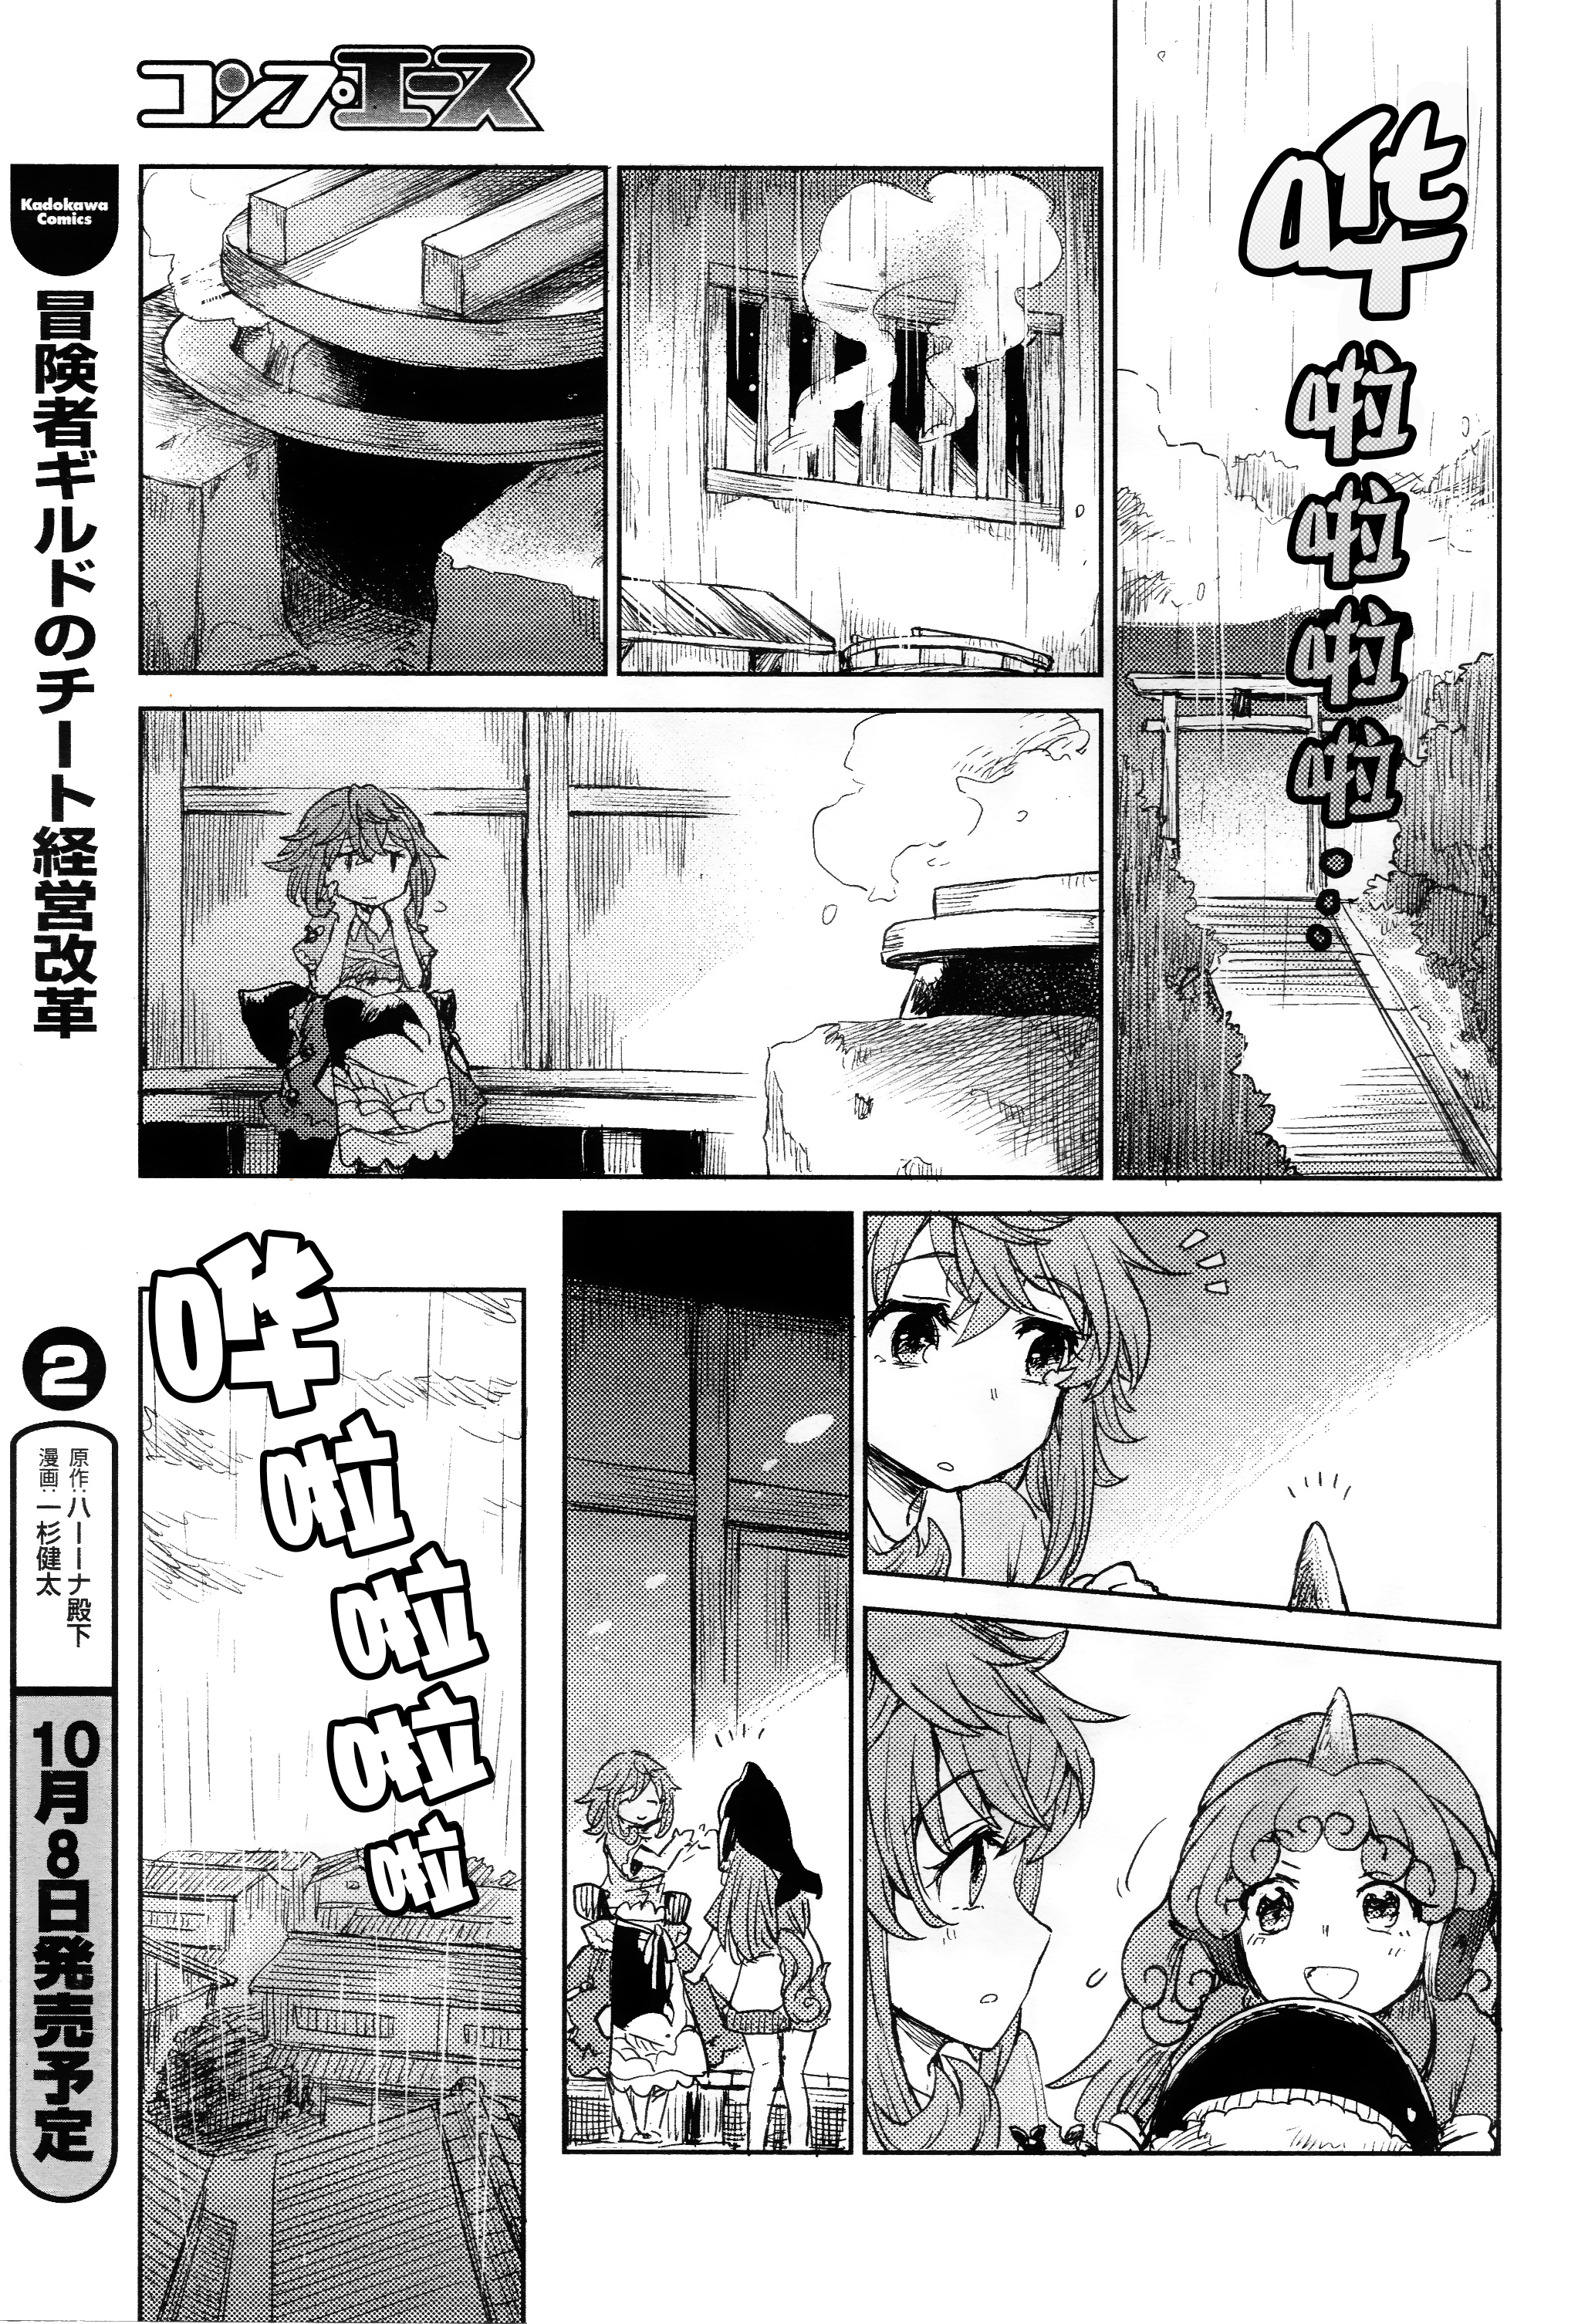 コンプ・エース
哗
啦
啦
啦
啦
・・・
哗
啦
啦
啦
啦
Kadokawa
Comics
冒険者ギルドのチート経営改革
2
原作:ハーーナ殿下
漫画:一杉健太
10月8日発売予定